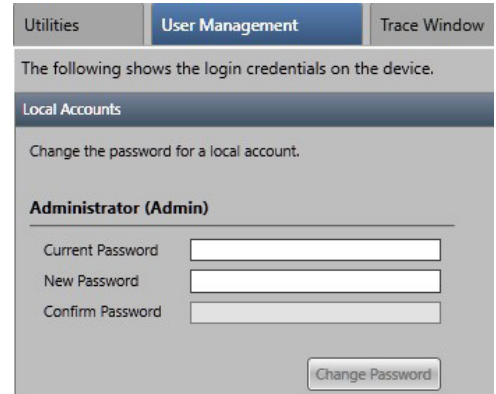 Utilities
User Management
Trace Window
The following shows the login credentials on the device.
Local Accounts
Change the password for a local account.
Administrator (Admin)
Current Password
New Password
Confirm Password
Change Password